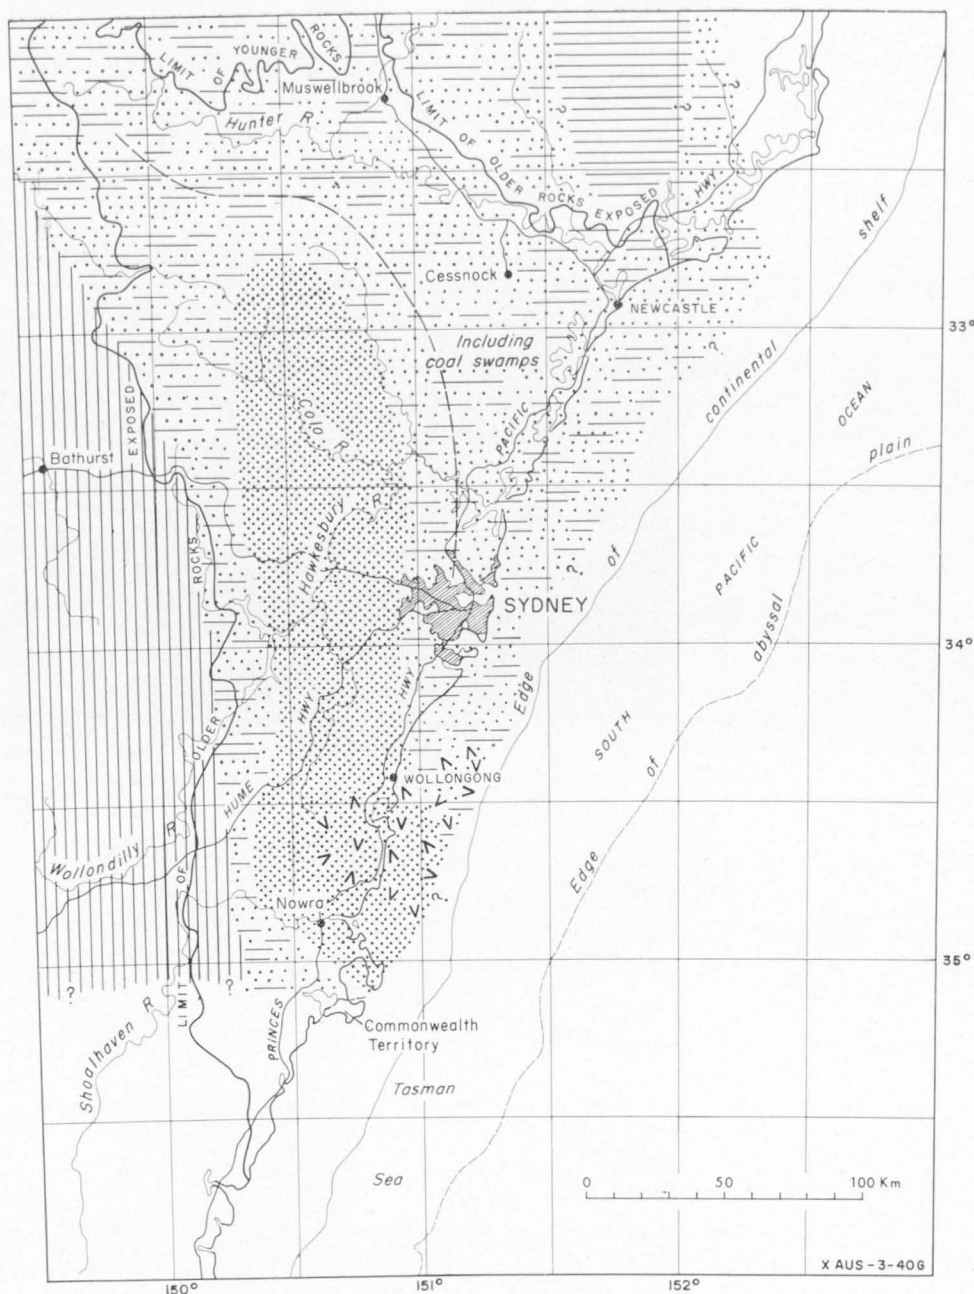 LIMIT OF YOUNGER ROCKS
Muswellbrook
Hunter R
LIMIT OF OLDER ROCKS EXPOSED
HWY
shelf
Cessnock
NEWCASTLE
33°
Including
coal swamps
continental
OCEAN
PACIFIC
Colo R
EXPOSED
plain
Bathurst
Hawkesbury R
of
ROCKS
PACIFIC
SYDNEY
abyssal
34°
HWY
HWY
Edge
OLDER
SOUTH
WOLLONGONG
of
HUME
Edge
Wollondilly R
OF
Nowra
?
?
?
?
?
?
?
?
35°
LIMIT
Shoalhaven R
PRINCES
Commonwealth
Territory
Tasman
Sea
0 50 100 Km
X AUS-3-40G
150° 151° 152°